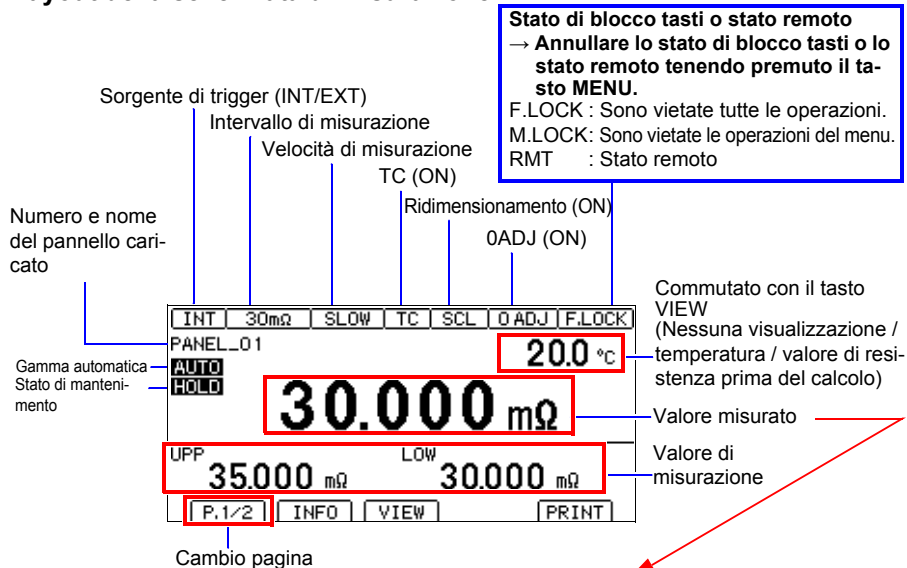 Stato di blocco tasti o stato remoto
→ Annullare lo stato di blocco tasti o lo
stato remoto tenendo premuto il ta-
sto MENU.
F.LOCK : Sono vietate tutte le operazioni.
M.LOCK: Sono vietate le operazioni del menu.
RMT : Stato remoto
Sorgente di trigger (INT/EXT)
Intervallo di misurazione
Velocità di misurazione
TC (ON)
Ridimensionamento (ON)
0ADJ (ON)
Numero e nome
del pannello cari-
cato
Commutato con il tasto
VIEW
(Nessuna visualizzazione /
temperatura / valore di resi-
stenza prima del calcolo)
INT 30mΩ SLOW TC SCL 0 ADJ F.LOCK
PANEL_01
20.0 °C
Gamma automatica
Stato di manteni-
mento
AUTO
HOLD
30.000 mΩ
Valore misurato
UPP
35.000 mΩ
LOW
30.000 mΩ
Valore di
misurazione
P.1/2 INFO VIEW PRINT
Cambio pagina